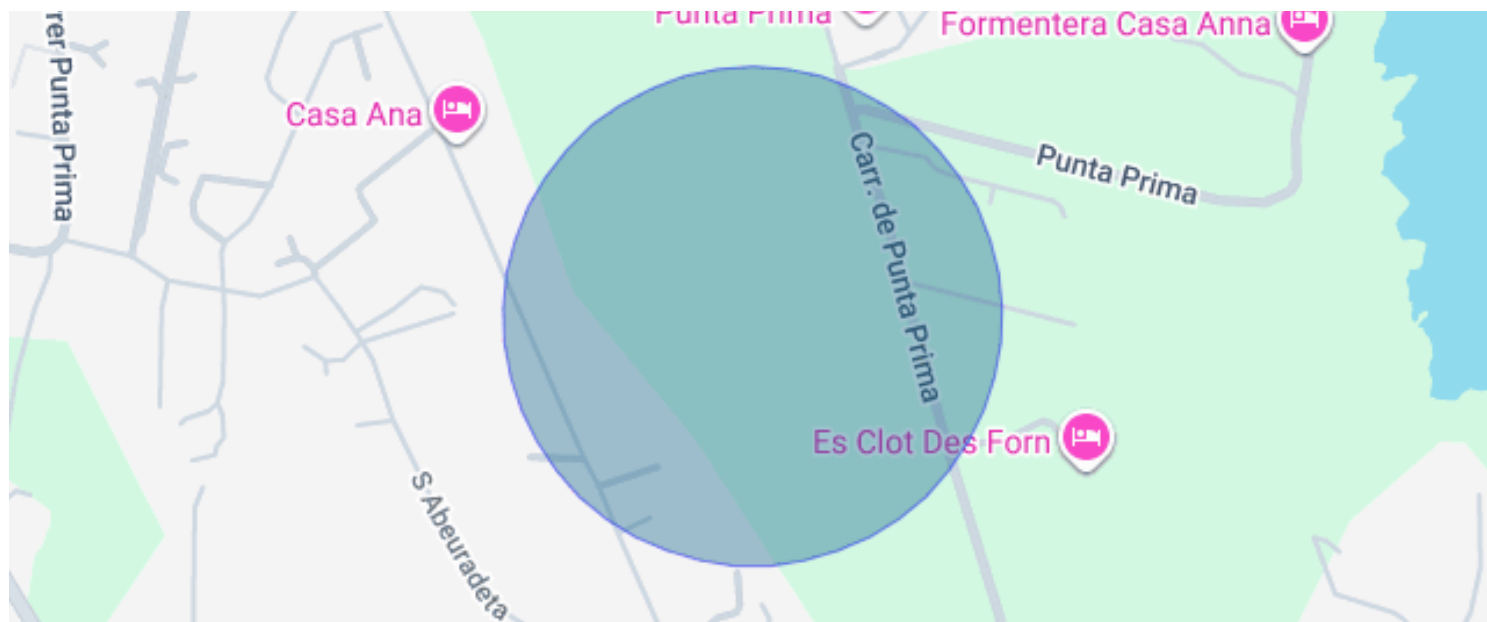 Punta Prima
Formentera Casa Anna
rer Punta Prima
Casa Ana
Carr. de Punta Prima
Punta Prima
Es Clot Des Forn
S Abeuradeta